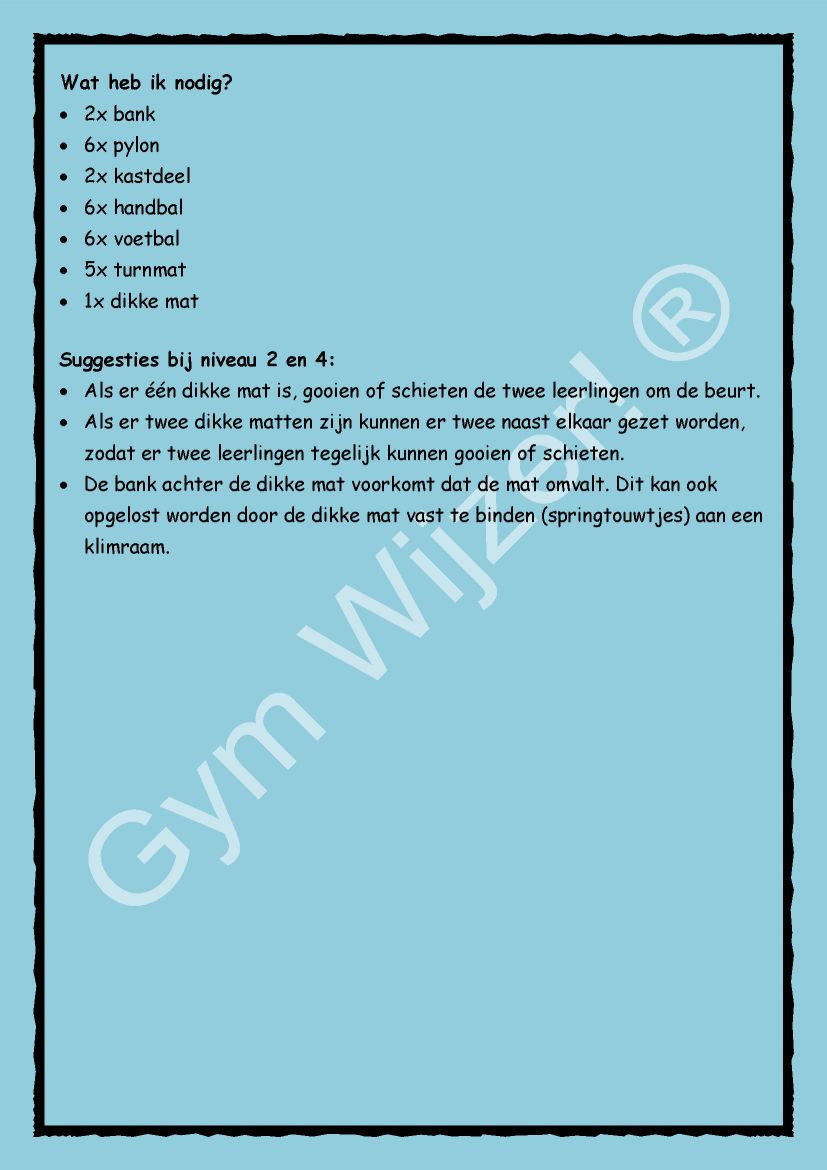 Wat heb ik nodig?
• 2x bank
• 6x pylon
• 2x kastdeel
• 6x handbal
• 6x voetbal
• 5x turnmat
• 1x dikke mat
Suggesties bij niveau 2 en 4:
• Als er één dikke mat is, gooien of schieten de twee leerlingen om de beurt.
• Als er twee dikke matten zijn kunnen er twee naast elkaar gezet worden,
zodat er twee leerlingen tegelijk kunnen gooien of schieten.
• De bank achter de dikke mat voorkomt dat de mat omvalt. Dit kan ook
opgelost worden door de dikke mat vast te binden (springtouwtjes) aan een
klimraam.
Gym Wijzer! ®